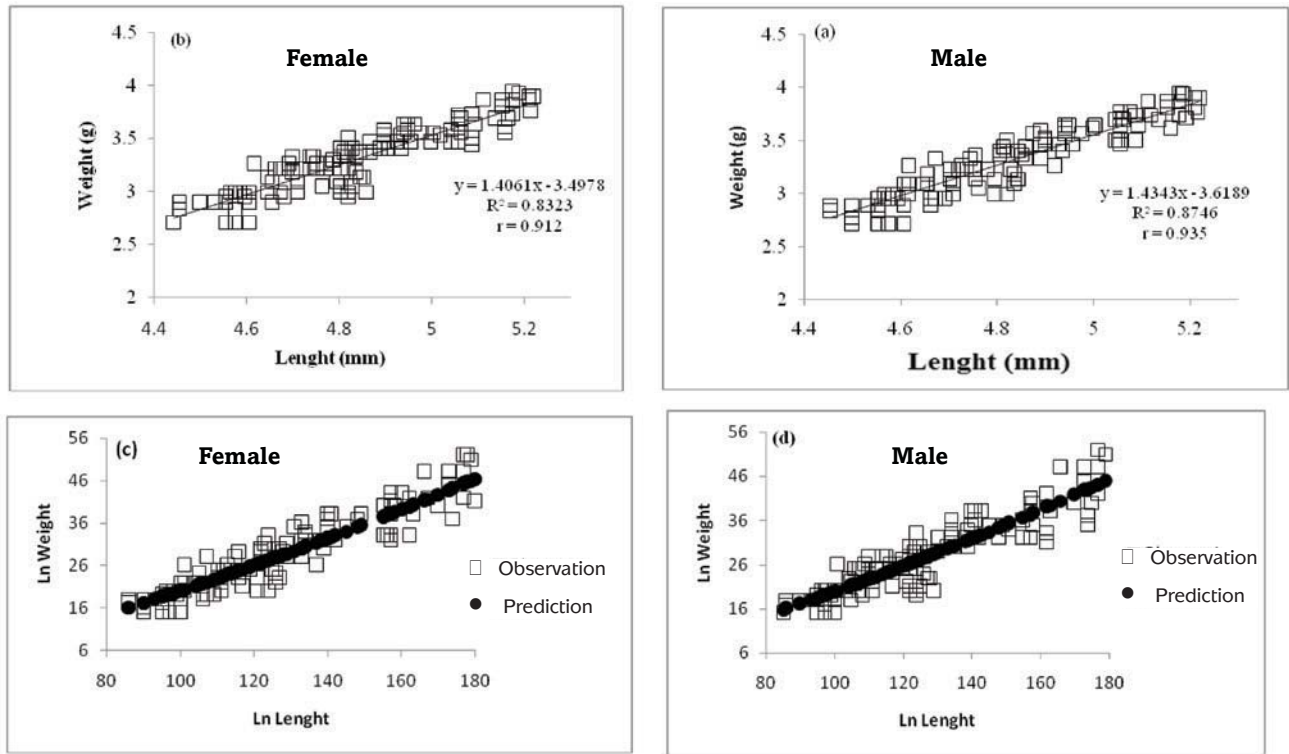 (b)
Female
4.5
4
3.5
3
2.5
2
Weight (g)
y = 1.4061x - 3.4978
R² = 0.8323
r = 0.912
4.4 4.6 4.8 5 5.2
Lenght (mm)
(a)
Male
4.5
4
3.5
3
2.5
2
Weight (g)
y = 1.4343x - 3.6189
R² = 0.8746
r = 0.935
4.4 4.6 4.8 5 5.2
Lenght (mm)
(c)
Female
56
46
36
26
16
6
Ln Weight
Observation
Prediction
80 100 120 140 160 180
Ln Lenght
(d)
Male
56
46
36
26
16
6
Ln Weight
Observation
Prediction
80 100 120 140 160 180
Ln Lenght